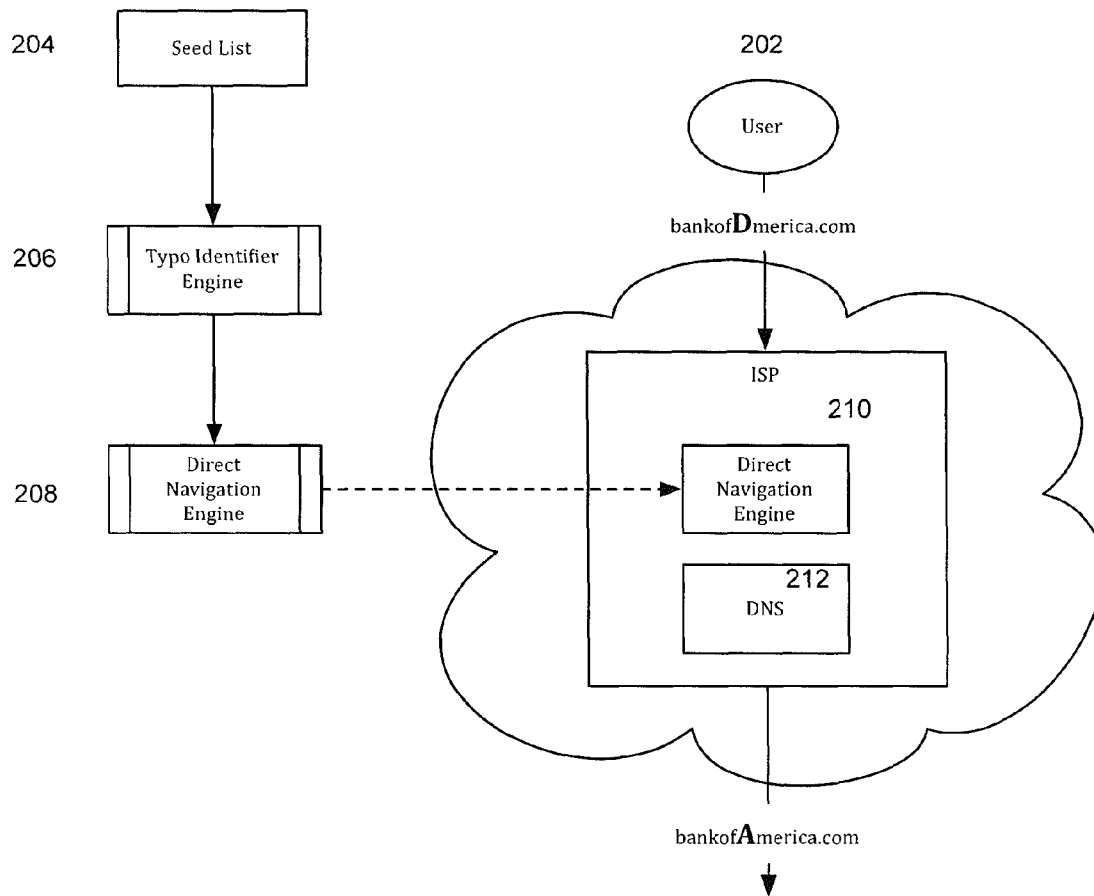 204
Seed List
202
User
bankofDmerica.com
206
Typo Identifier
Engine
ISP
210
208
Direct
Navigation
Engine
Direct
Navigation
Engine
212
DNS
bankofAmerica.com